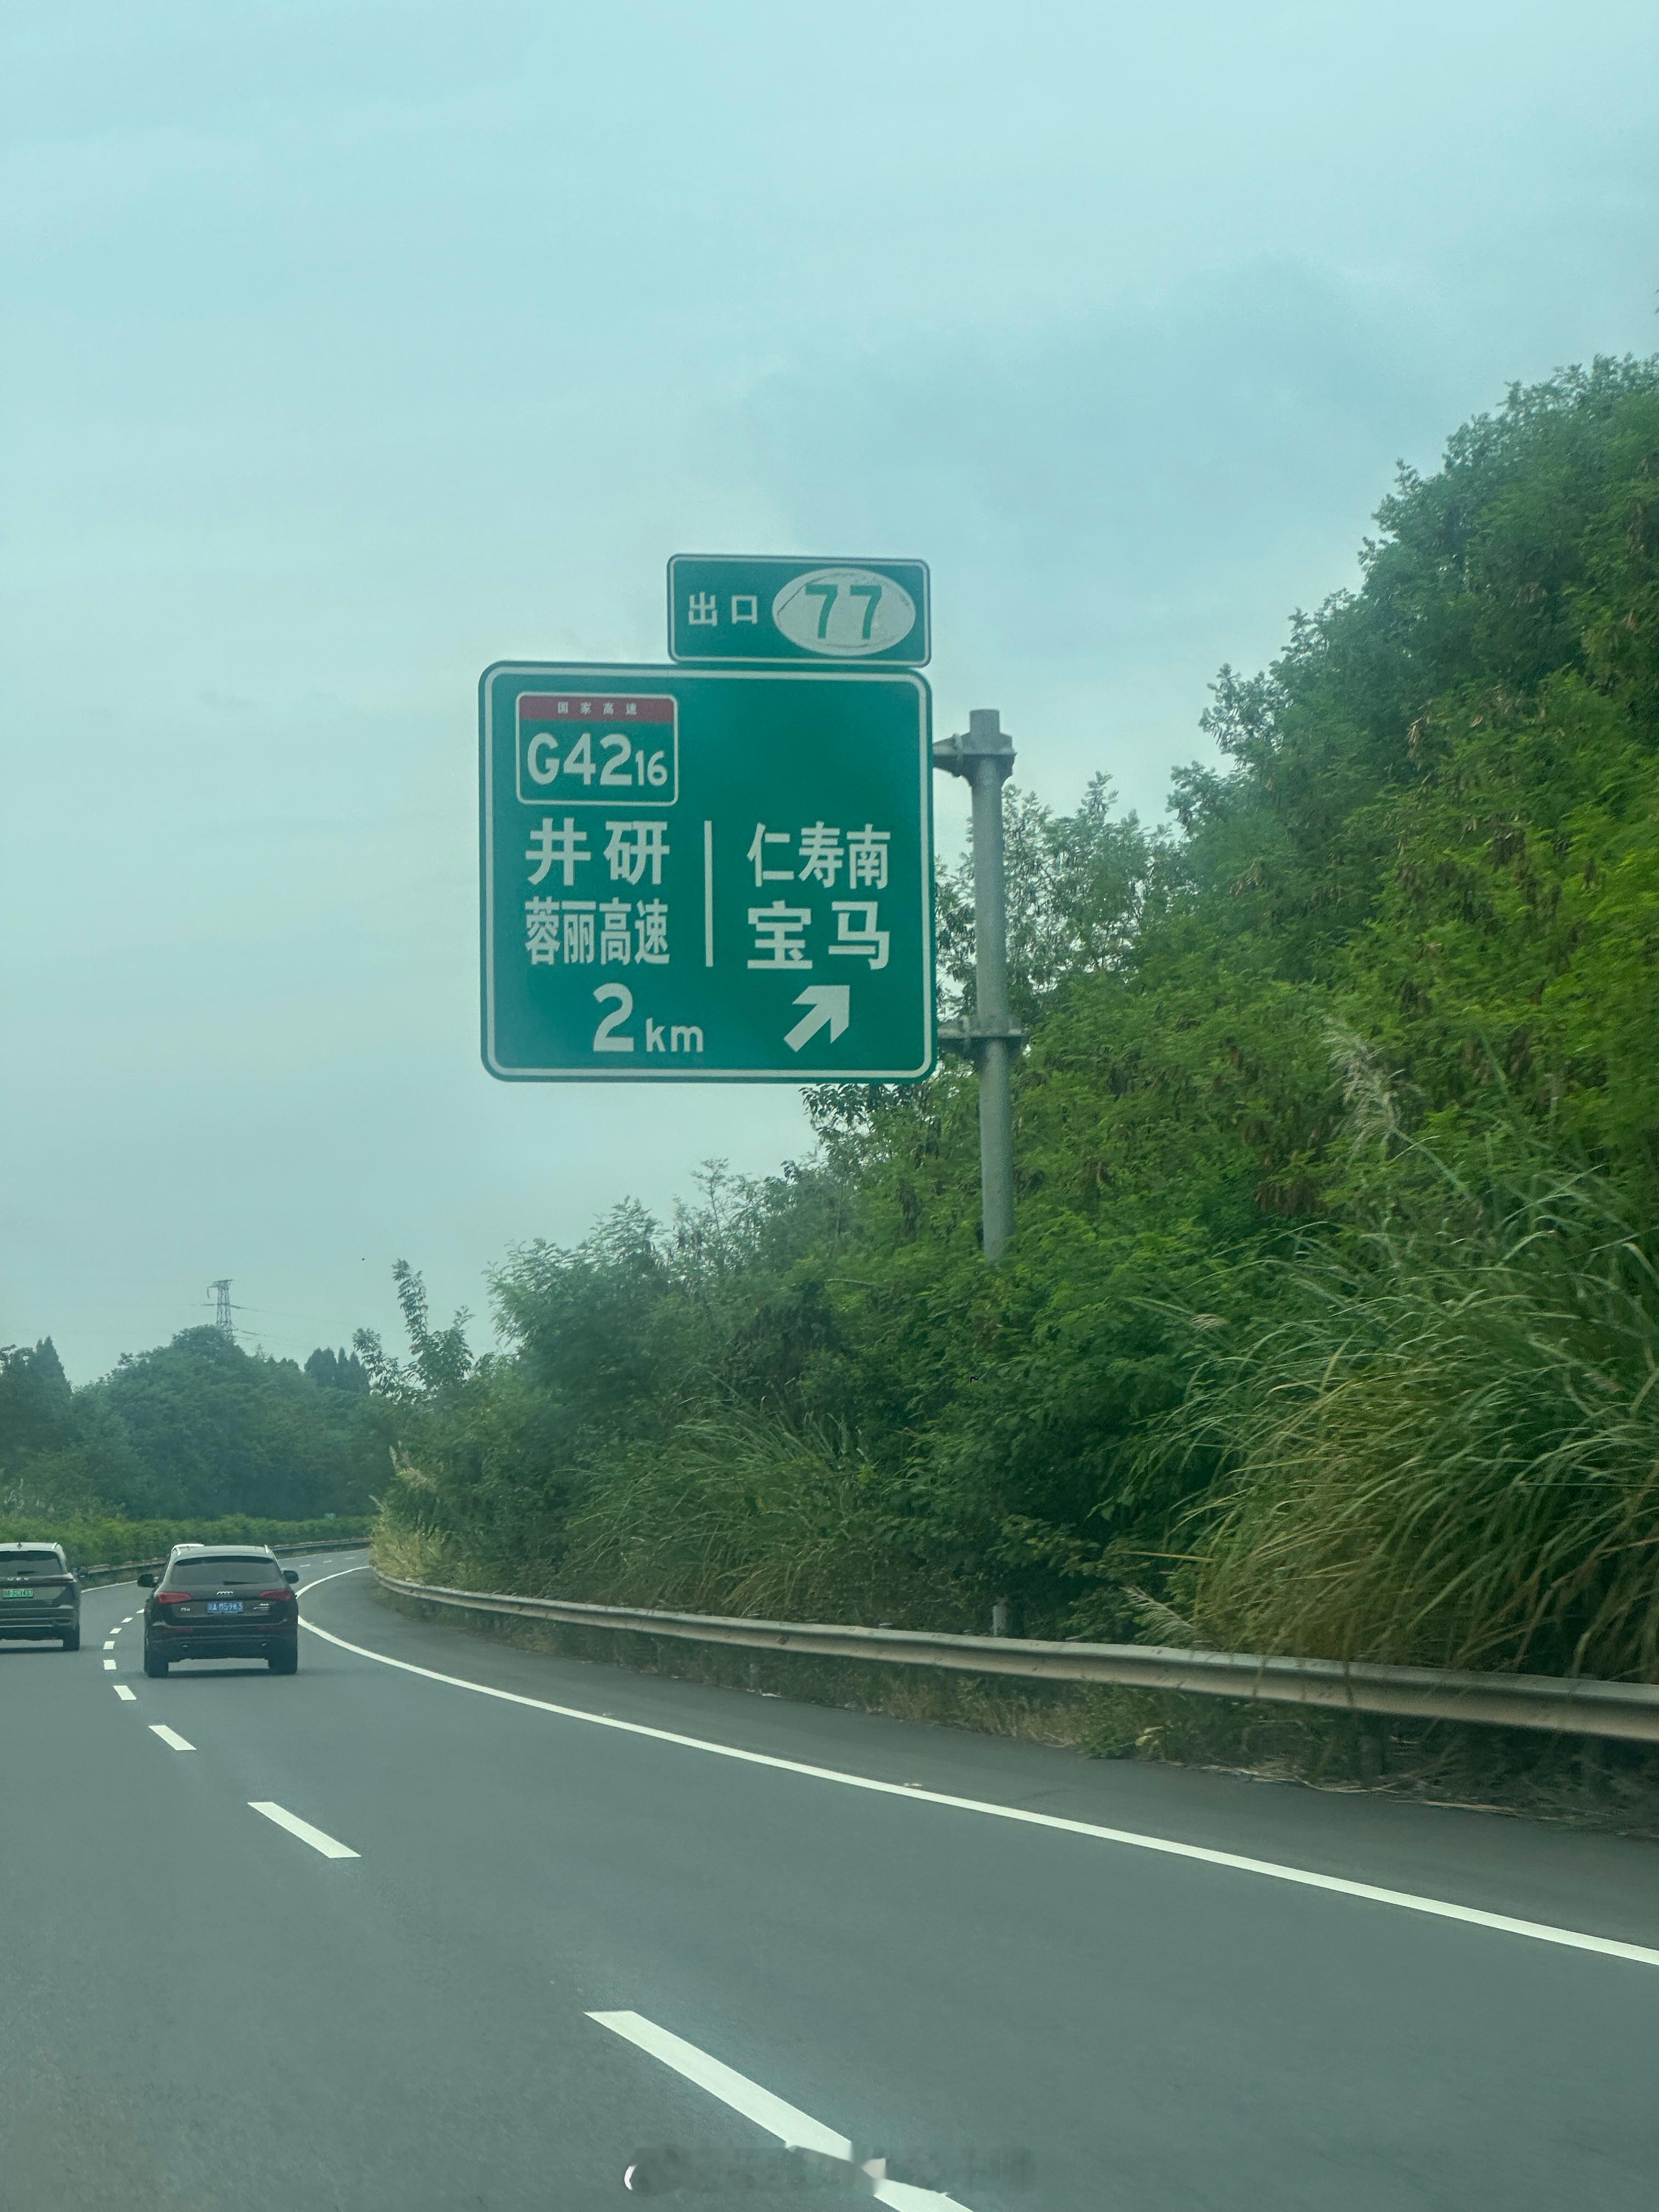 出口 77
国家高速
G4216
井研
蓉丽高速
仁寿南
宝马
2km